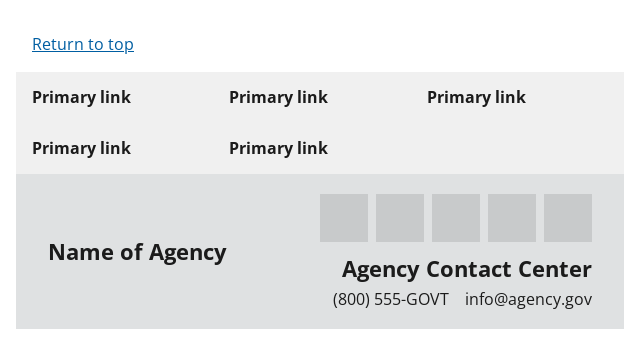 Return to top
Primary link Primary link Primary link
Primary link Primary link
Name of Agency
Agency Contact Center
(800) 555-GOVT info@agency.gov